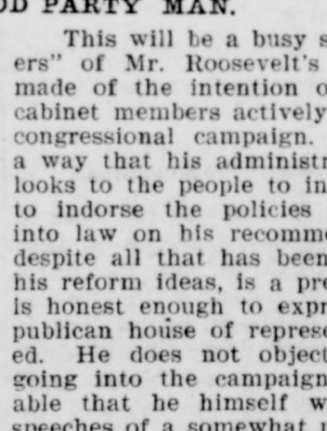 OD PARTY MAN.
This will be a busy s
ers" of Mr. Roosevelt's
made of the intention o
cabinet members actively
congressional campaign.
a way that his administr
looks to the people to in
to indorse the policies
into law on his recomme
despite all that has been
his reform ideas, is a pre
is honest enough to expr
publican house of represe
ed. He does not object
going into the campaign
able that he himself w
speeches of a somewhat